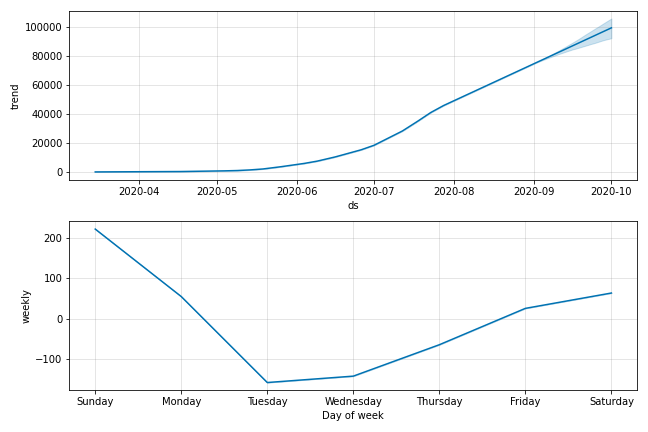 100000
80000
60000
40000
20000
0
trend
2020-04 2020-05 2020-06 2020-07 2020-08 2020-09 2020-10
ds
200
100
0
−100
weekly
Sunday Monday Tuesday Wednesday Thursday Friday Saturday
Day of week